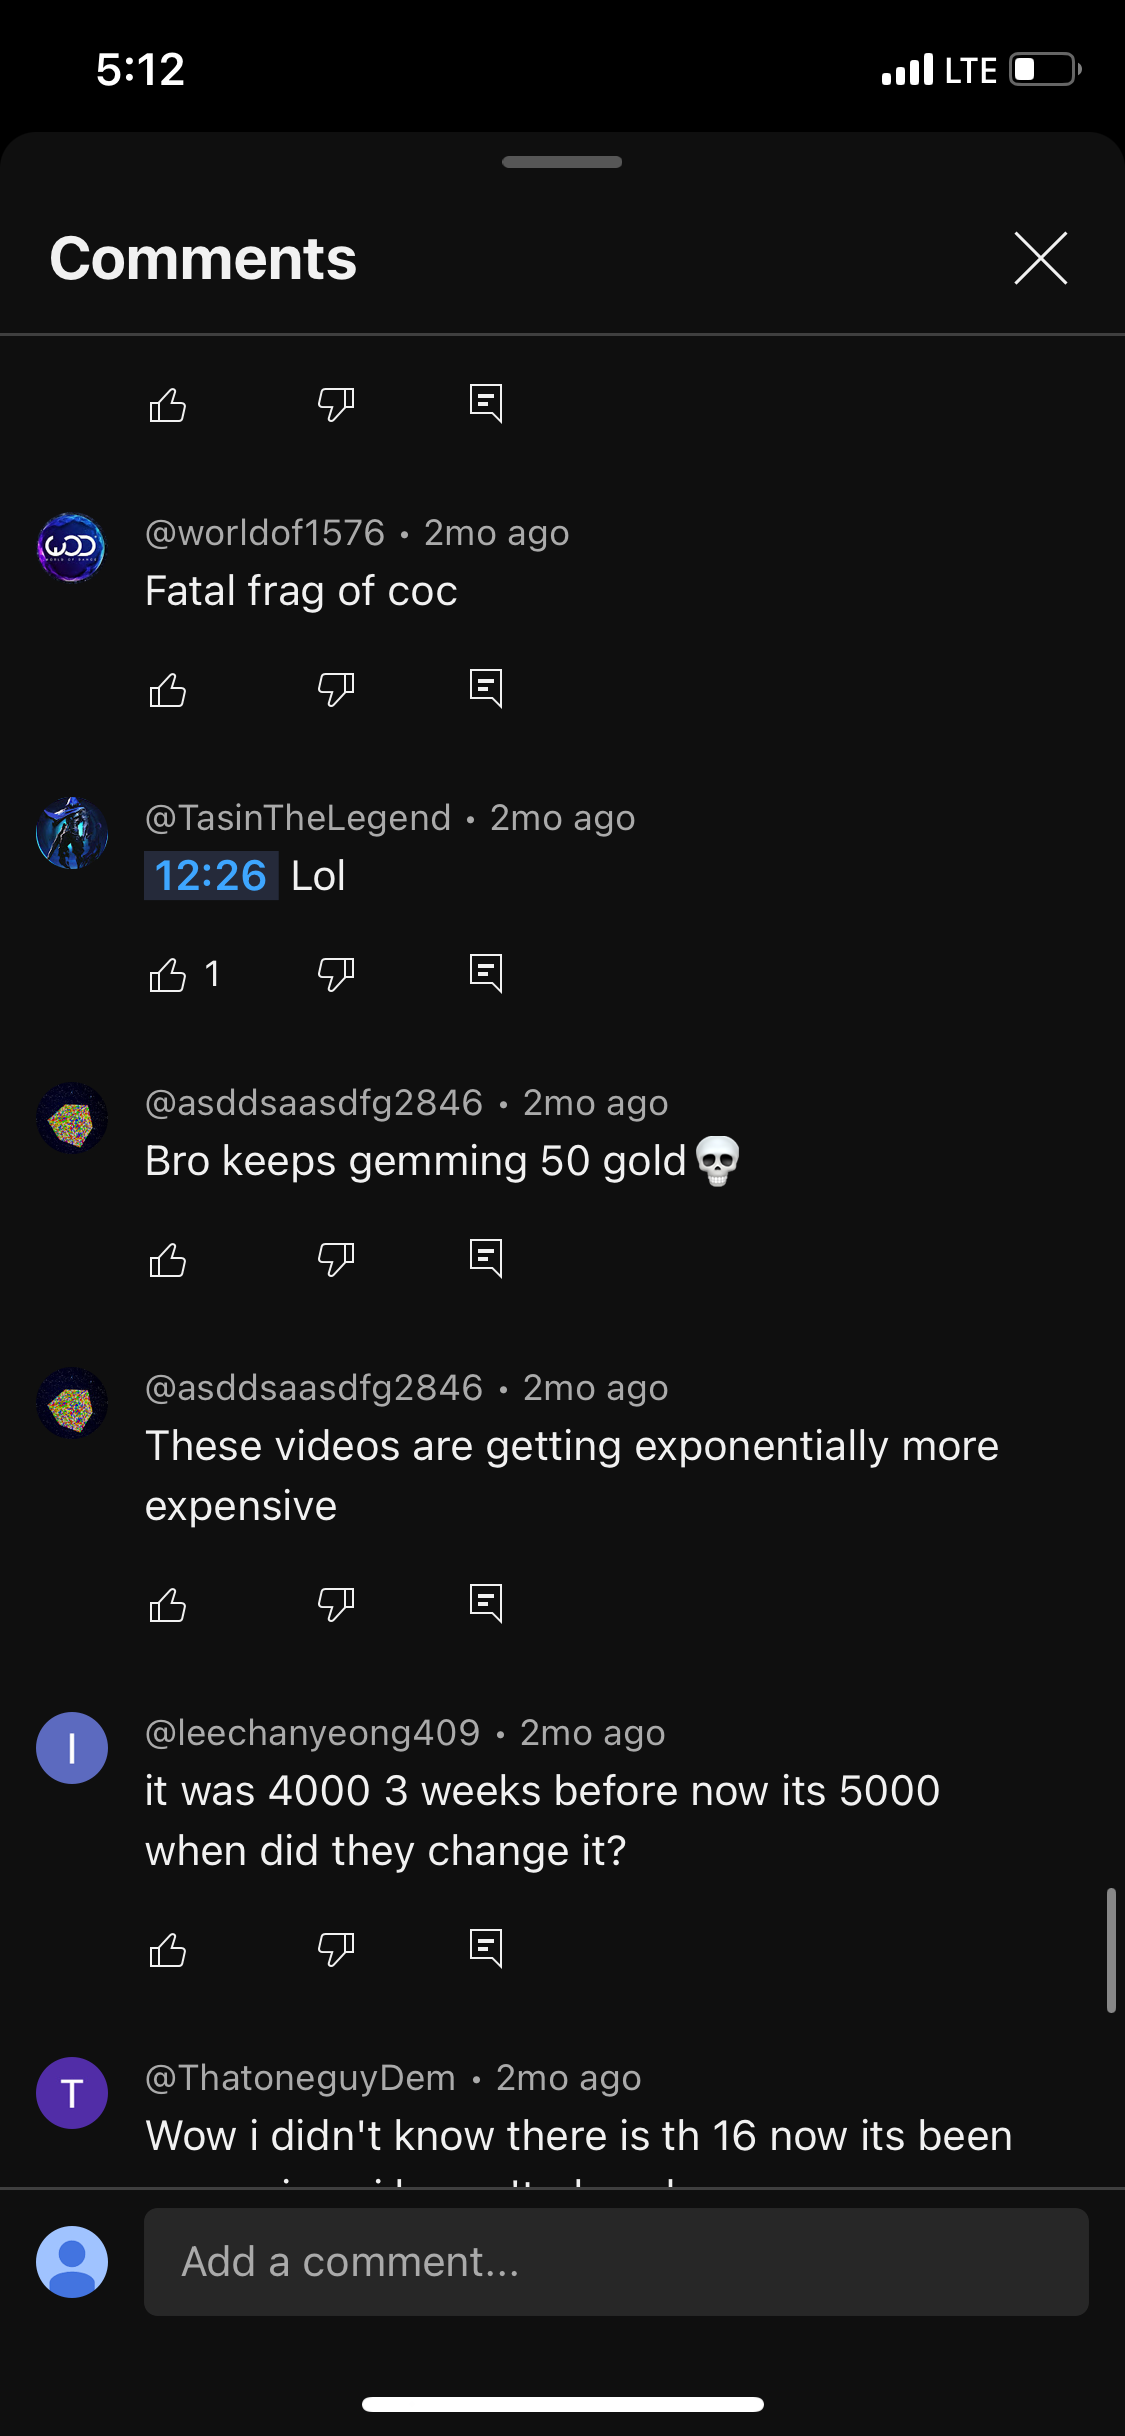 5:12 LTE
Comments
@worldof1576 • 2mo ago
Fatal frag of coc
@TasinTheLegend • 2mo ago
12:26 Lol
1
@asddsaasdfg2846 • 2mo ago
Bro keeps gemming 50 gold💀
@asddsaasdfg2846 • 2mo ago
These videos are getting exponentially more
expensive
l
@leechanyeong409 • 2mo ago
it was 4000 3 weeks before now its 5000
when did they change it?
T
@ThatoneguyDem • 2mo ago
Wow i didn't know there is th 16 now its been
Add a comment...